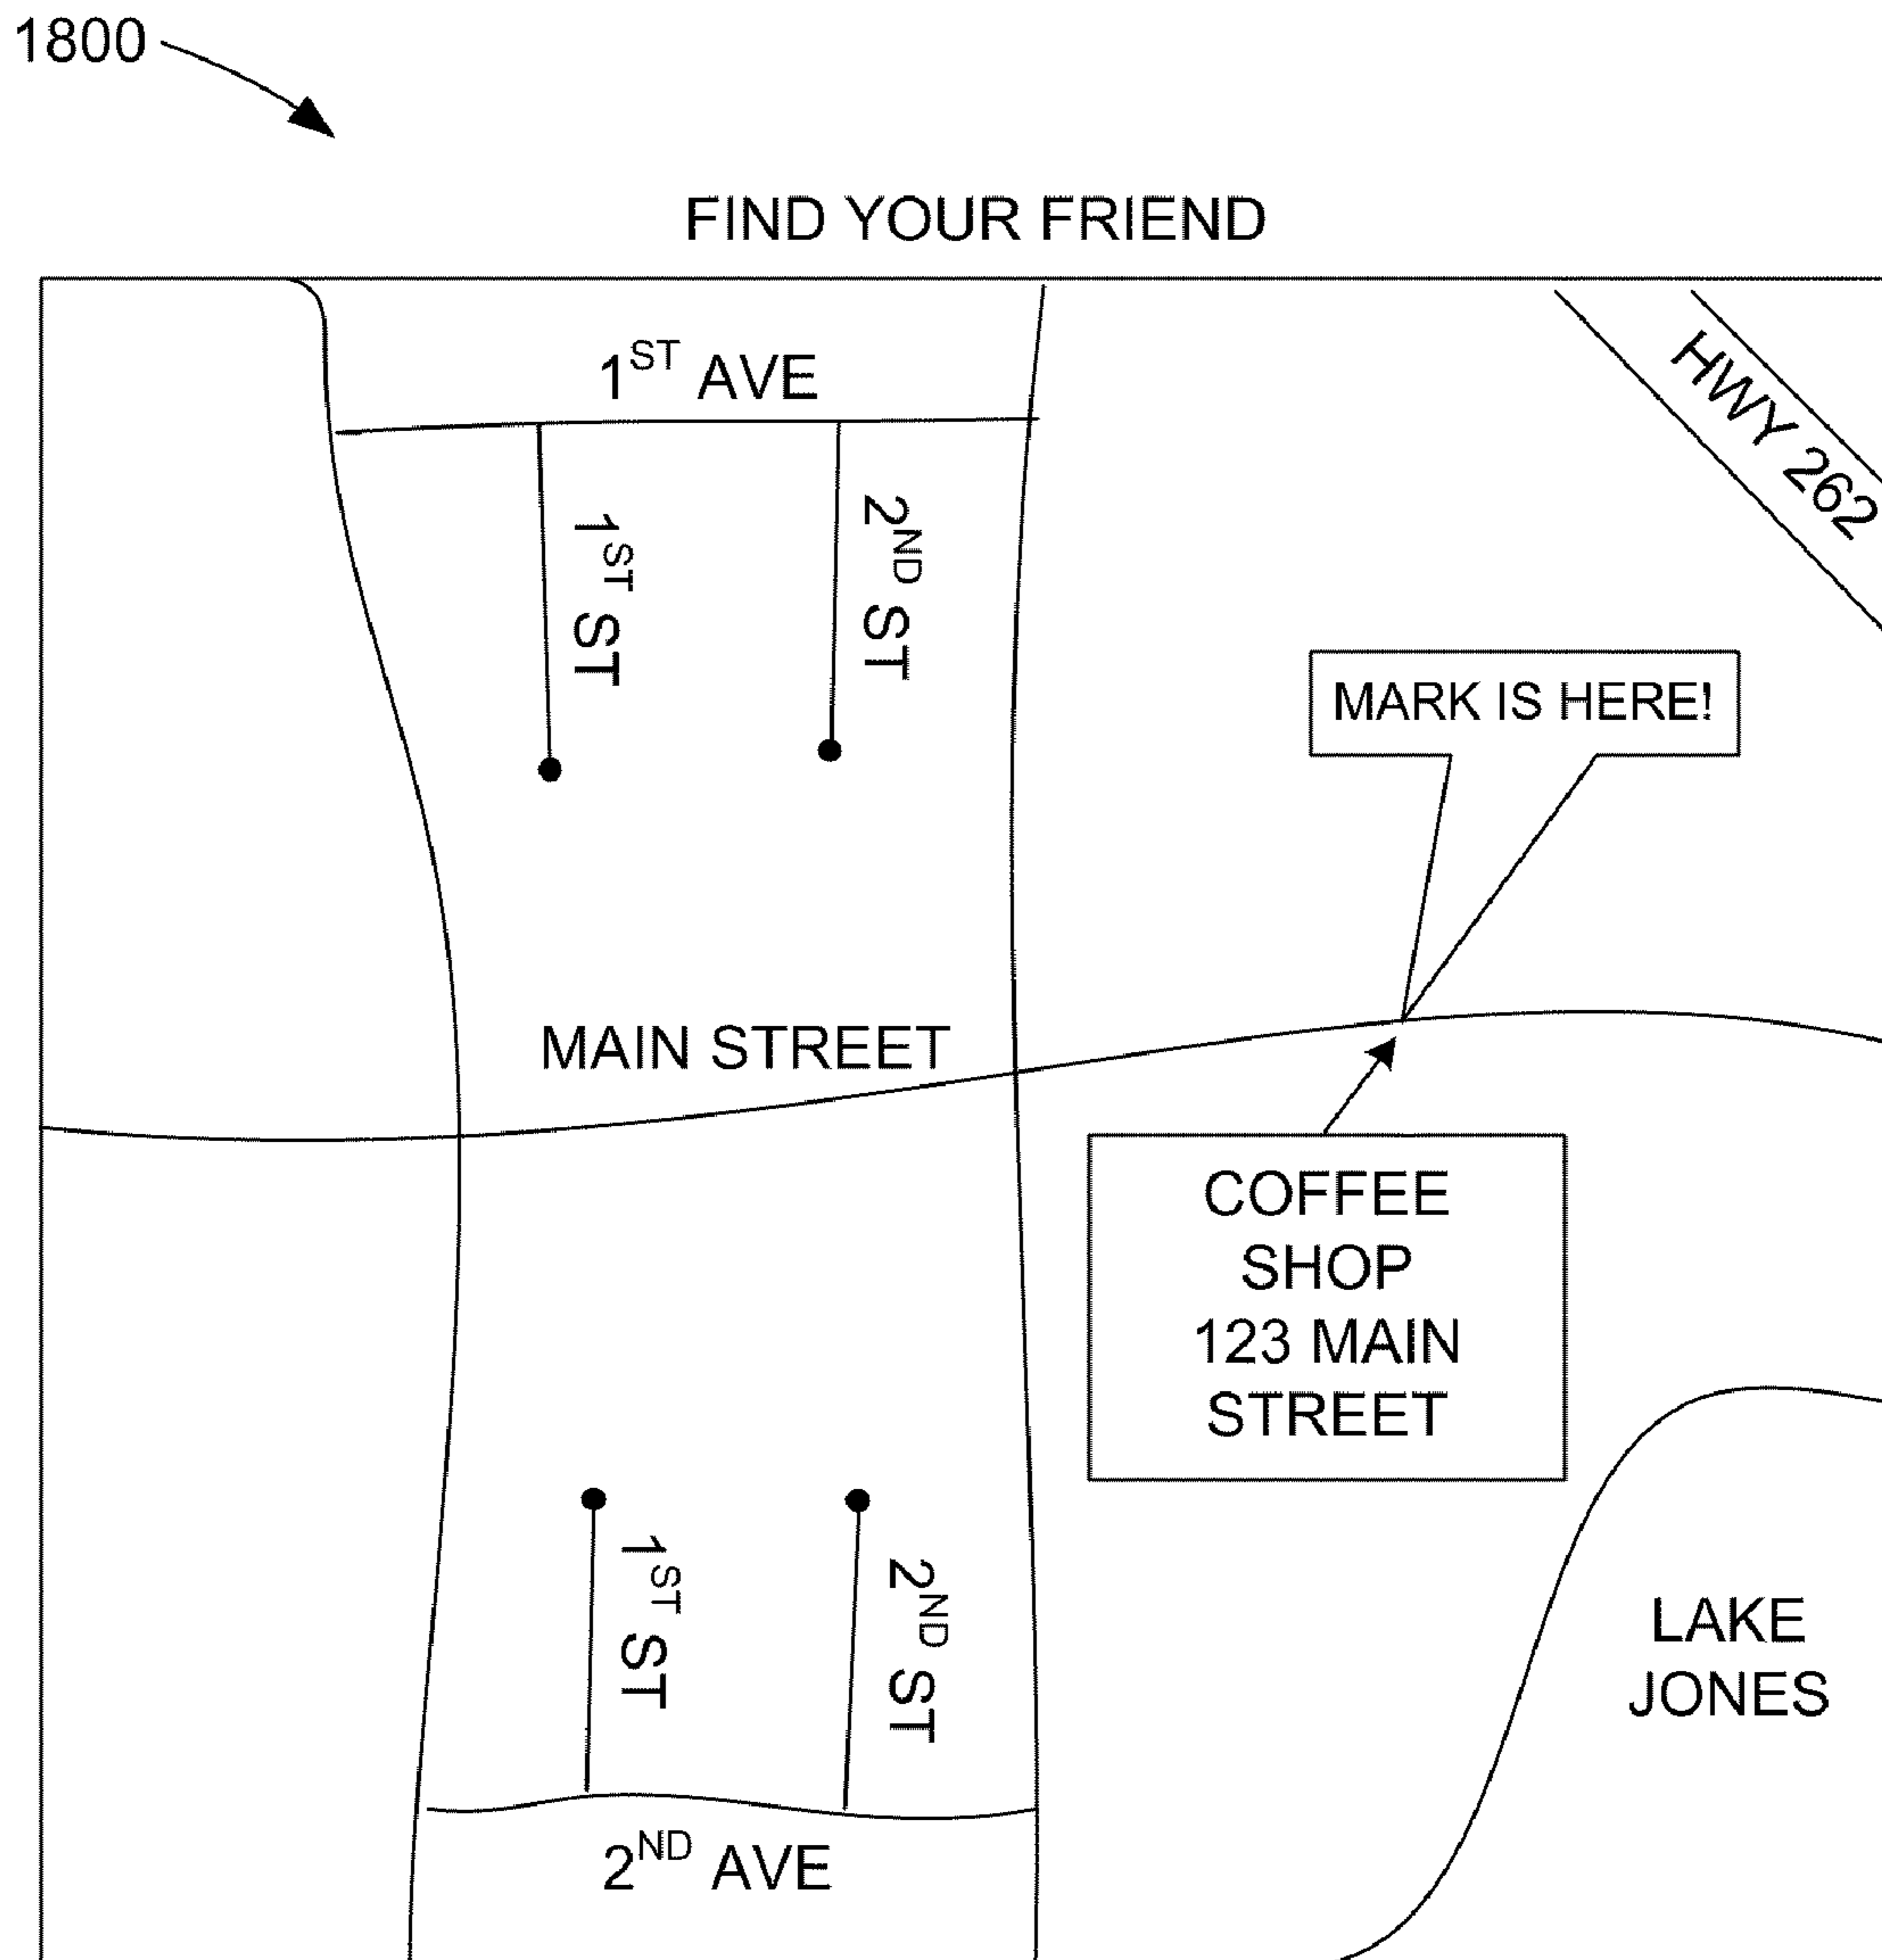 1800
FIND YOUR FRIEND
1ST AVE
HWY 262
1ST ST
2ND ST
MARK IS HERE!
MAIN STREET
COFFEE
SHOP
123 MAIN
STREET
1ST ST
2ND ST
LAKE
JONES
2ND AVE